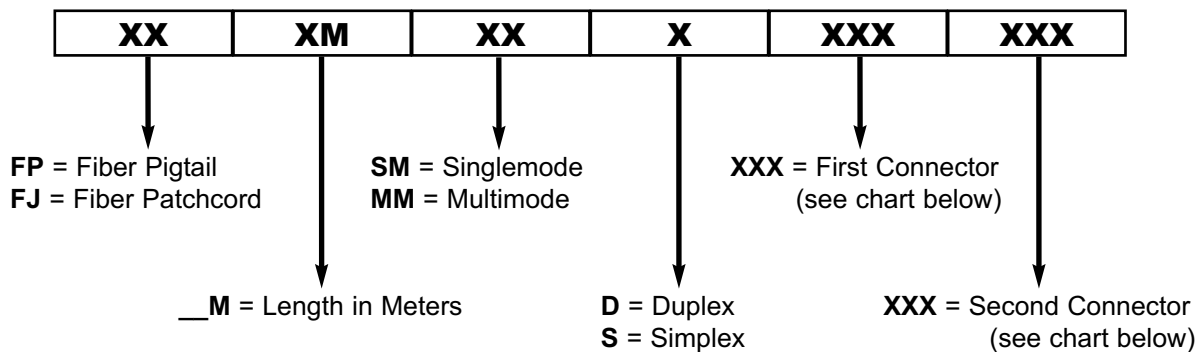 XX XM XX X XXX XXX
FP = Fiber Pigtail
FJ = Fiber Patchcord
SM = Singlemode
MM = Multimode
XXX = First Connector
(see chart below)
__M = Length in Meters
D = Duplex
S = Simplex
XXX = Second Connector
(see chart below)